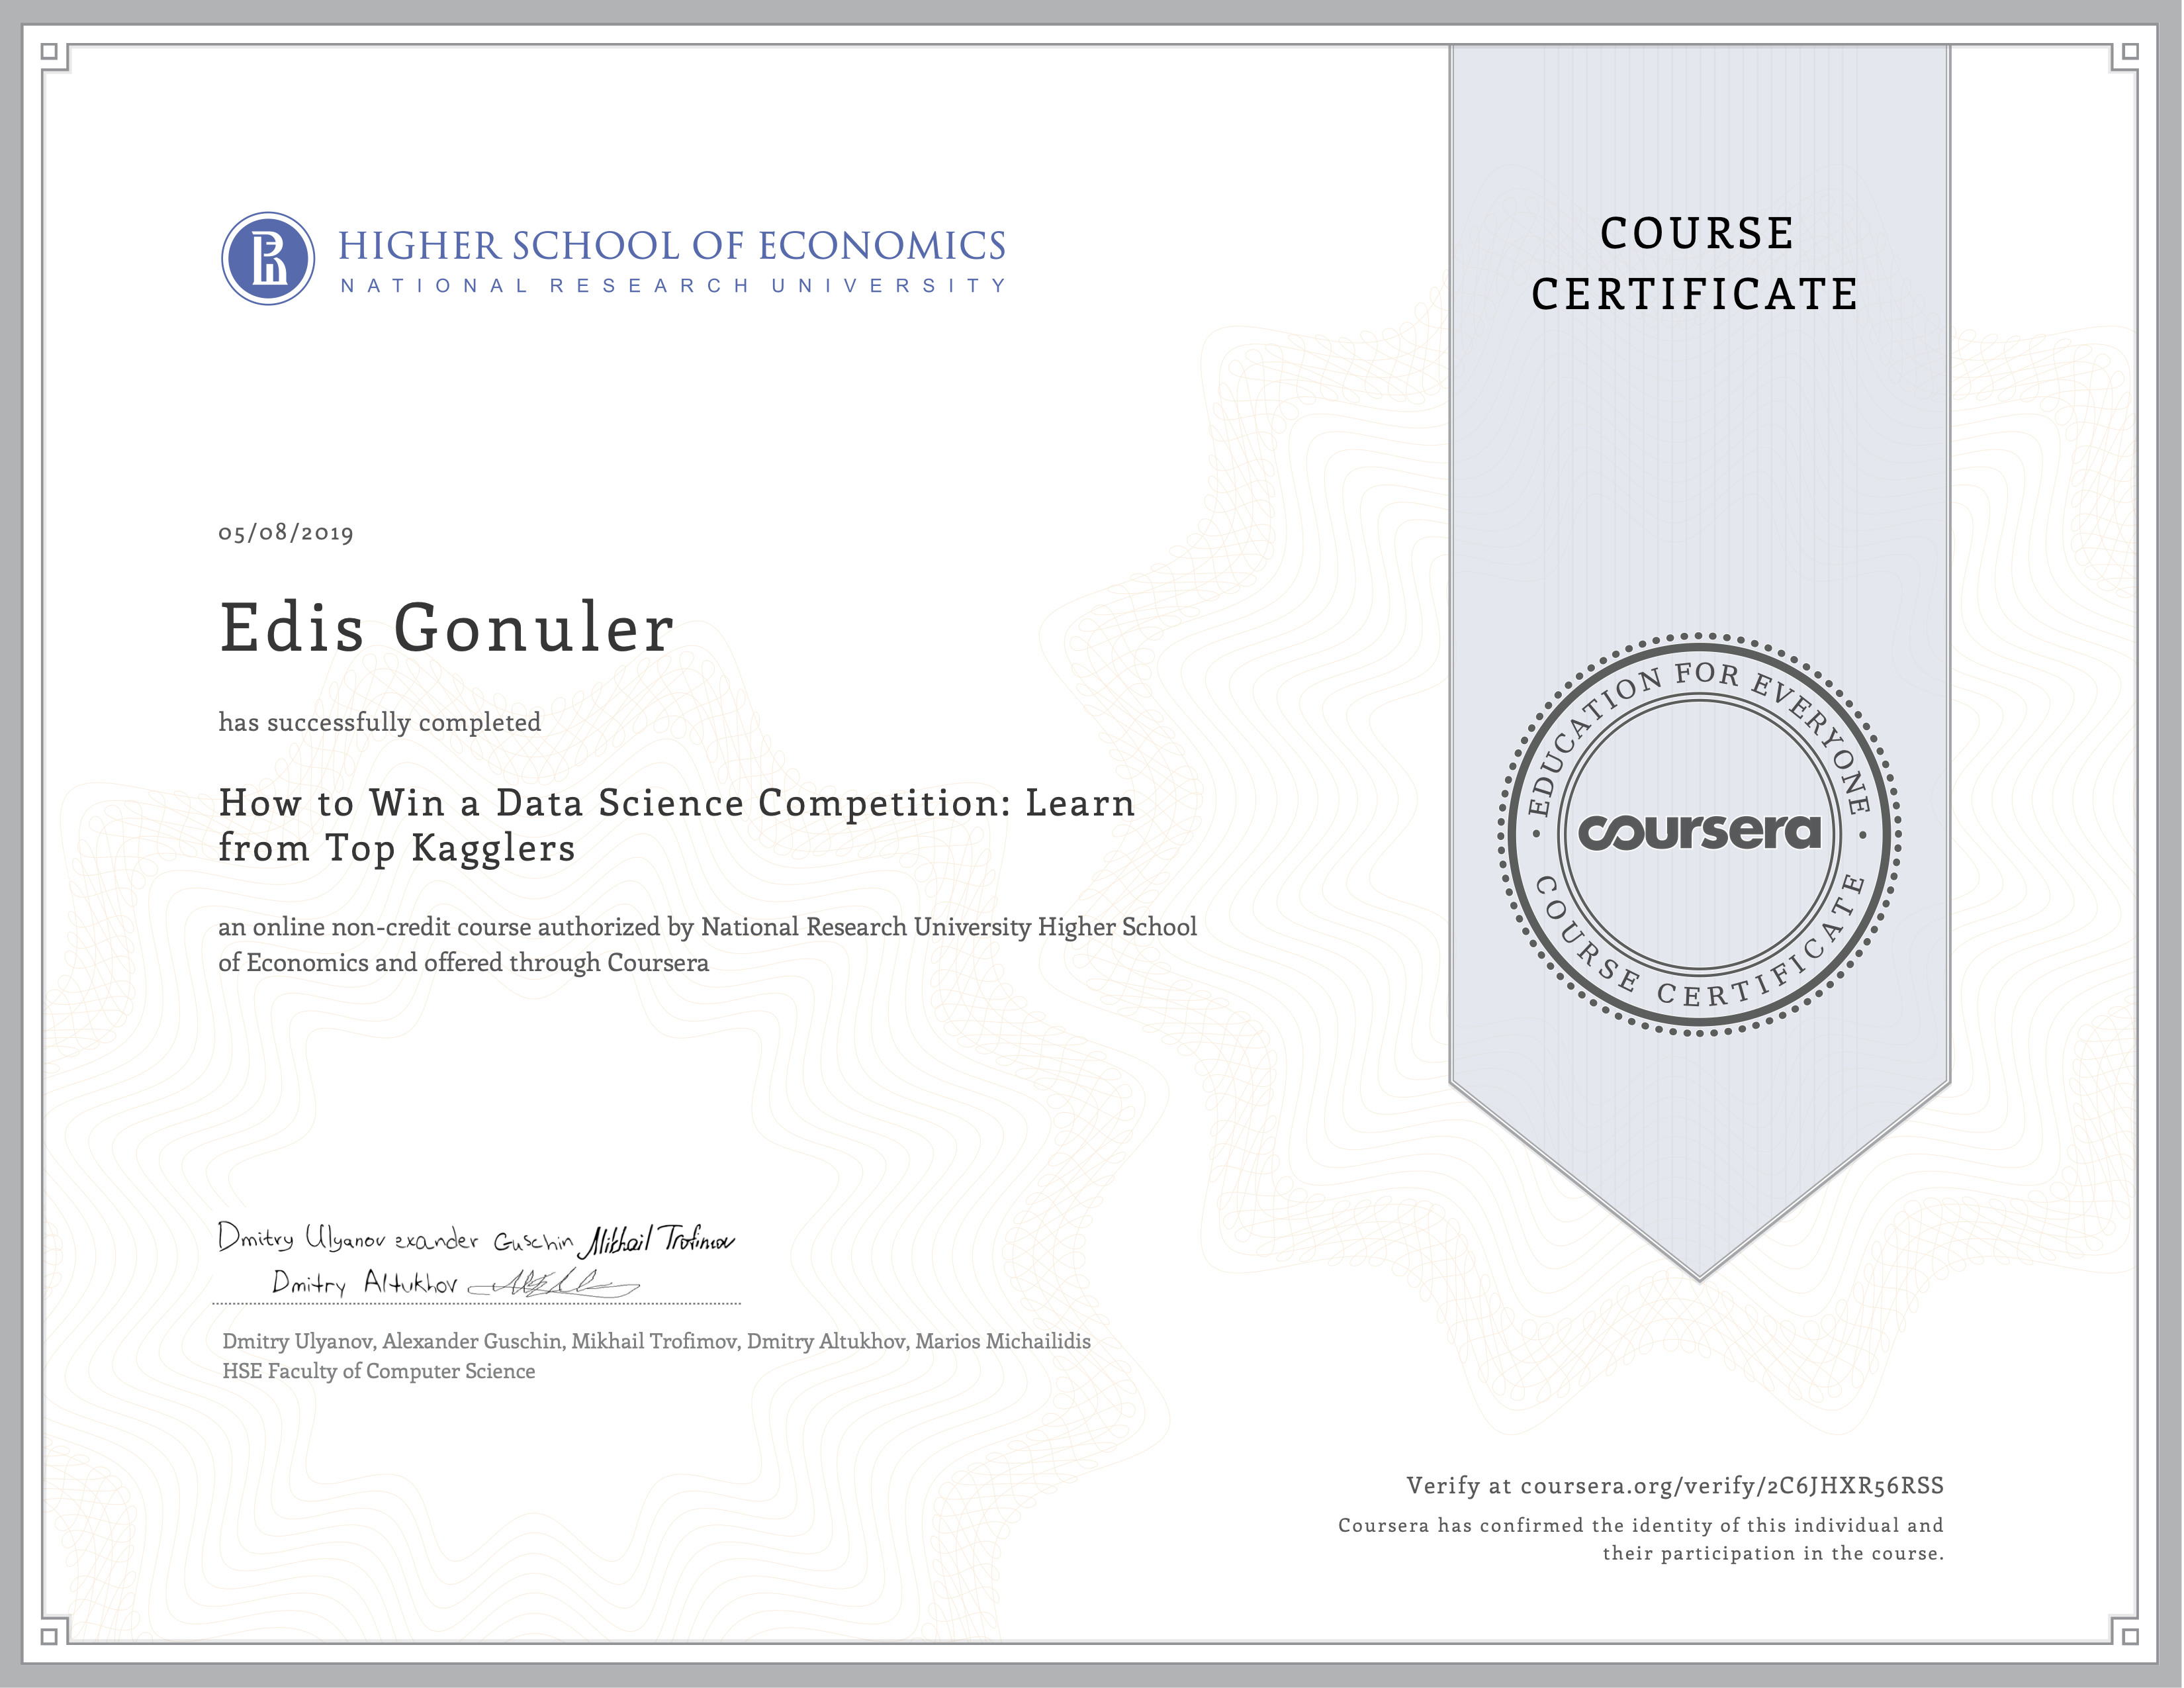 HIGHER SCHOOL OF ECONOMICS
NATIONAL RESEARCH UNIVERSITY
COURSE
CERTIFICATE
05/08/2019
Edis Gonuler
has successfully completed
How to Win a Data Science Competition: Learn
from Top Kagglers
an online non-credit course authorized by National Research University Higher School
of Economics and offered through Coursera
EDUCATION FOR EVERYONE
coursera
COURSE CERTIFICATE
Dmitry Ulyanov exander Guschin Mikhail Trofimov
Dmitry Altukhov
Dmitry Ulyanov, Alexander Guschin, Mikhail Trofimov, Dmitry Altukhov, Marios Michailidis
HSE Faculty of Computer Science
Verify at coursera.org/verify/2C6JHXR56RSS
Coursera has confirmed the identity of this individual and
their participation in the course.